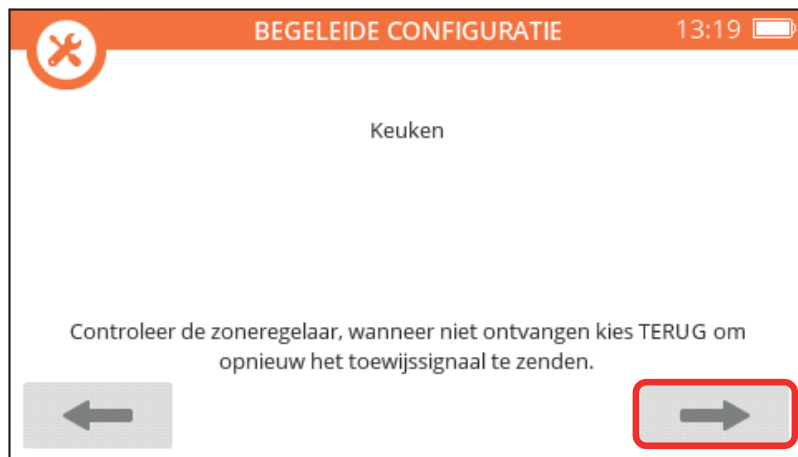 BEGELEIDE CONFIGURATIE 13:19
Keuken
Controleer de zoneregelaar, wanneer niet ontvangen kies TERUG om
opnieuw het toewijssignaal te zenden.